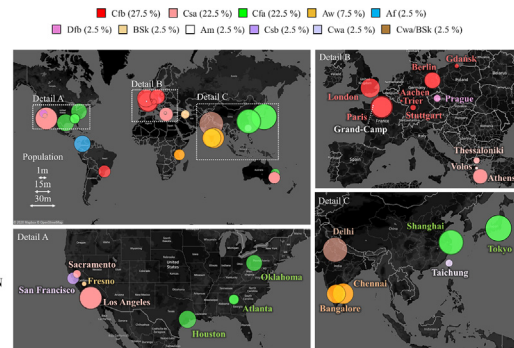 Cfb (27.5 %) Csa (22.5 %) Cfa (22.5 %) Aw (7.5 %) Af (2.5 %)
Dfb (2.5 %) BSk (2.5 %) Am (2.5 %) Csb (2.5 %) Cwa (2.5 %) Cwa/BSk (2.5 %)
Detail A
Detail B
Detail C
Population
1m
15m
30m
Detail B
Gdansk
Berlin
London
Aachen
Trier
Prague
Paris
Stuttgart
Grand-Camp
Thessaloniki
Volos
Athens
Detail A
Sacramento
San Francisco
Fresno
Los Angeles
Oklahoma
Atlanta
Houston
Detail C
Delhi
Shanghai
Tokyo
Taichung
Chennai
Bangalore